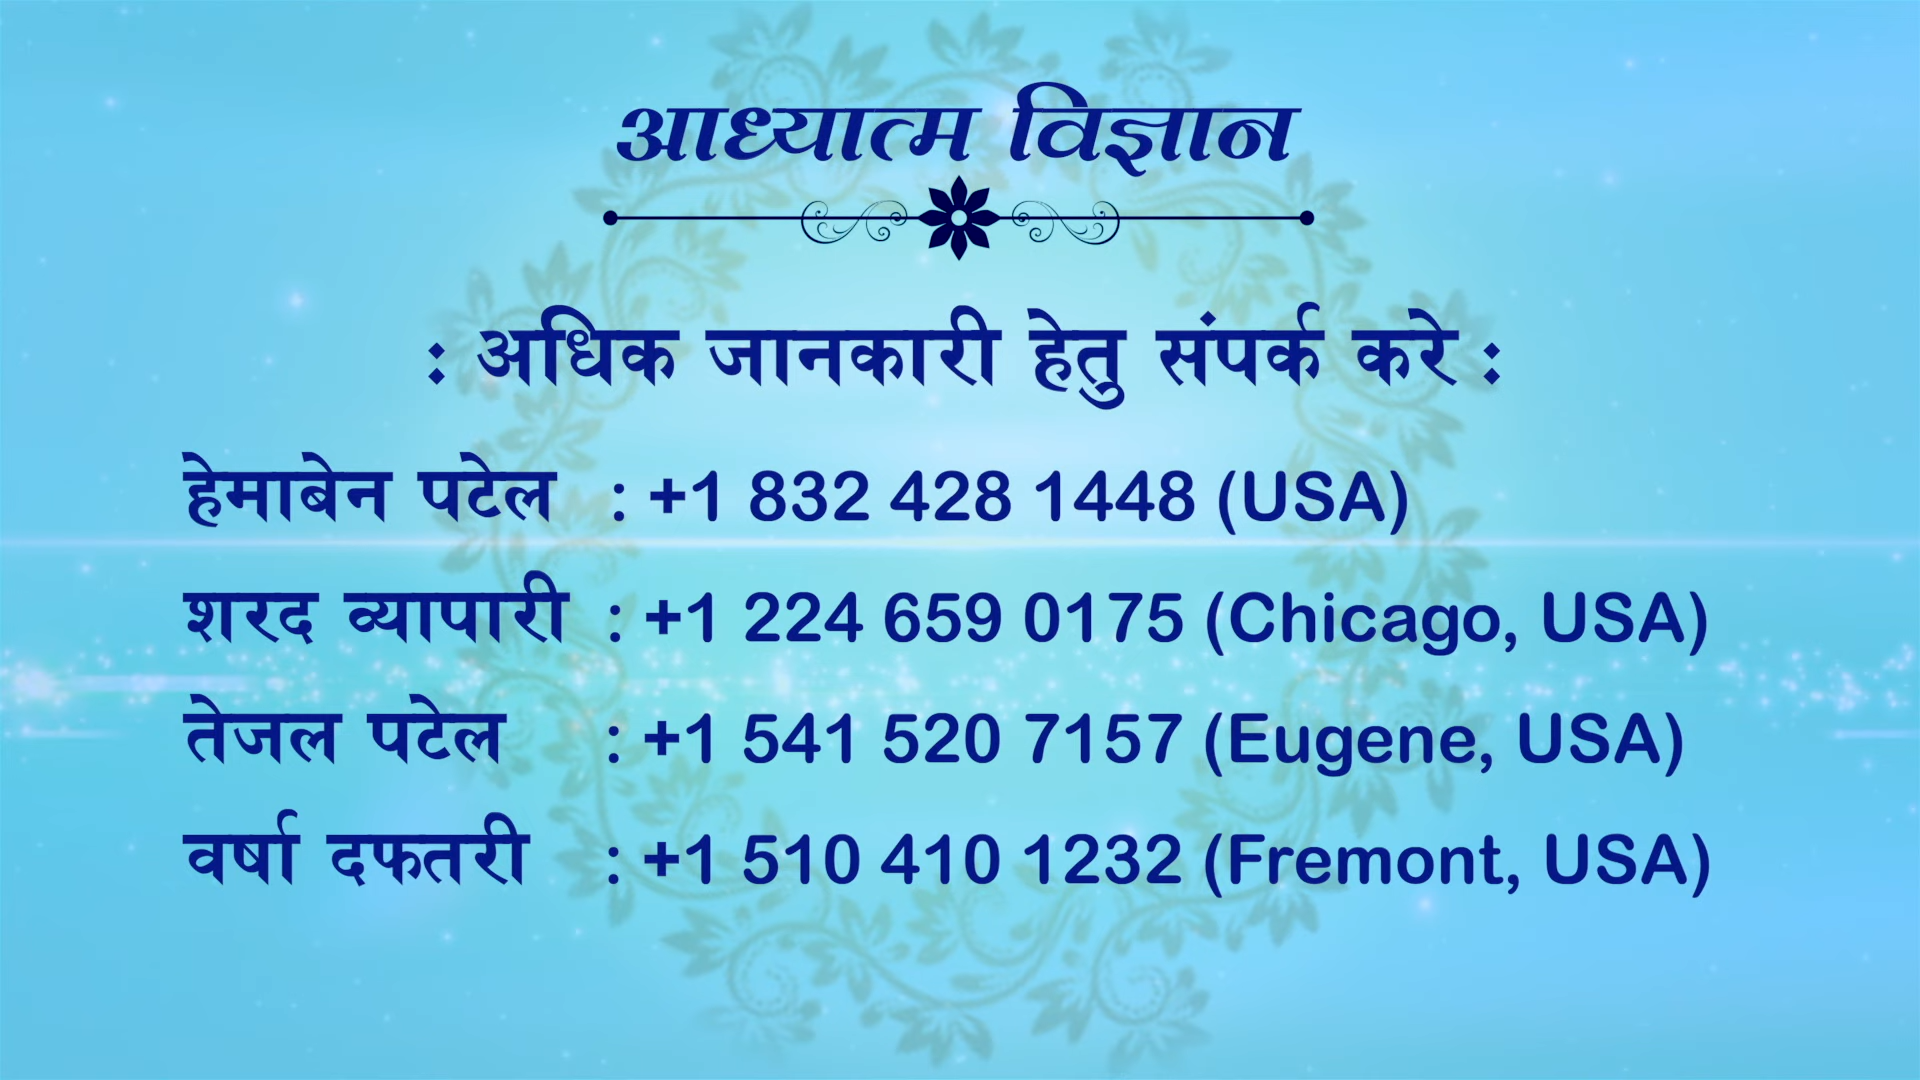 आध्यात्म विज्ञान
: अधिक जानकारी हेतु संपर्क करे :
हेमाबेन पटेल : +1 832 428 1448 (USA)
शरद व्यापारी : +1 224 659 0175 (Chicago, USA)
तेजल पटेल : +1 541 520 7157 (Eugene, USA)
वर्षा दफतरी : +1 510 410 1232 (Fremont, USA)